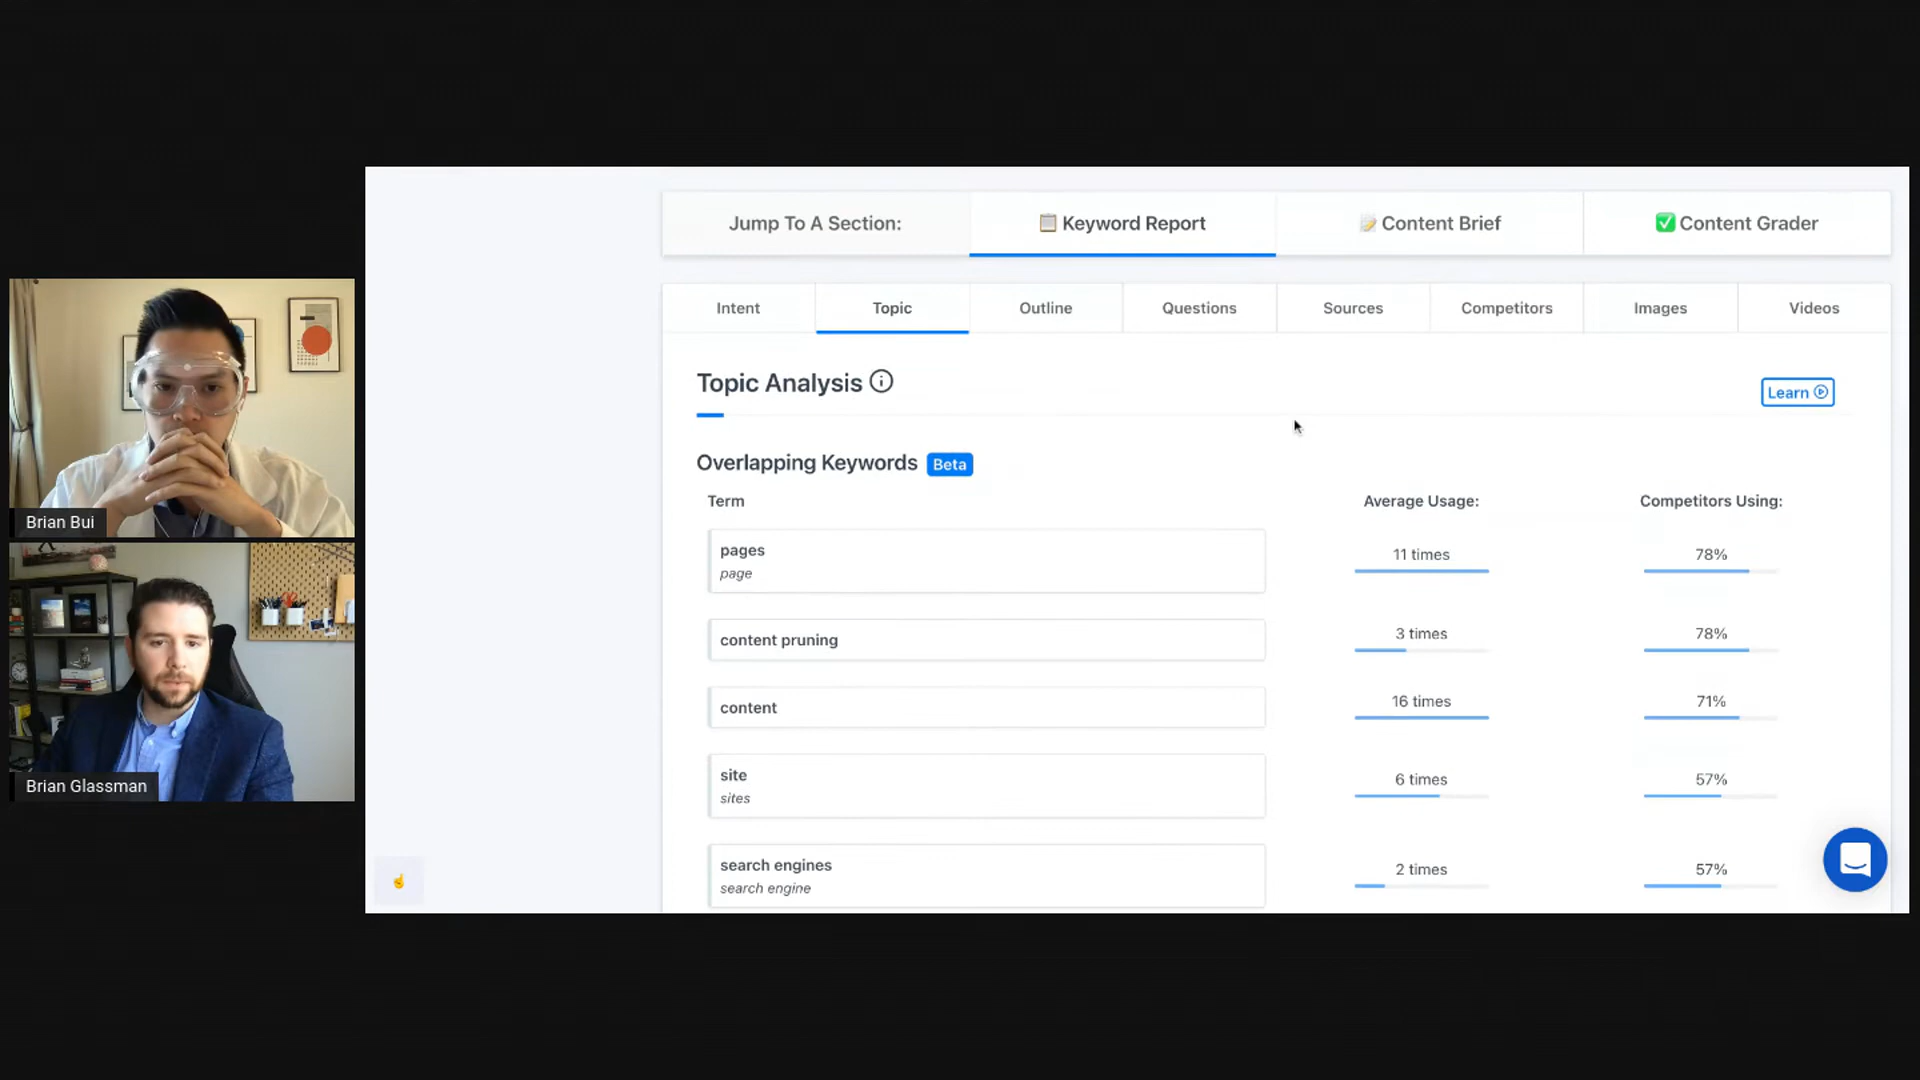 Jump To A Section:
Keyword Report
Content Brief
Content Grader
Intent
Topic
Outline
Questions
Sources
Competitors
Images
Videos
Topic Analysis
Learn
Overlapping Keywords Beta
Term
Average Usage:
Competitors Using:
pages
page
11 times
78%
content pruning
3 times
78%
content
16 times
71%
site
sites
6 times
57%
search engines
search engine
2 times
57%
Brian Bui
Brian Glassman